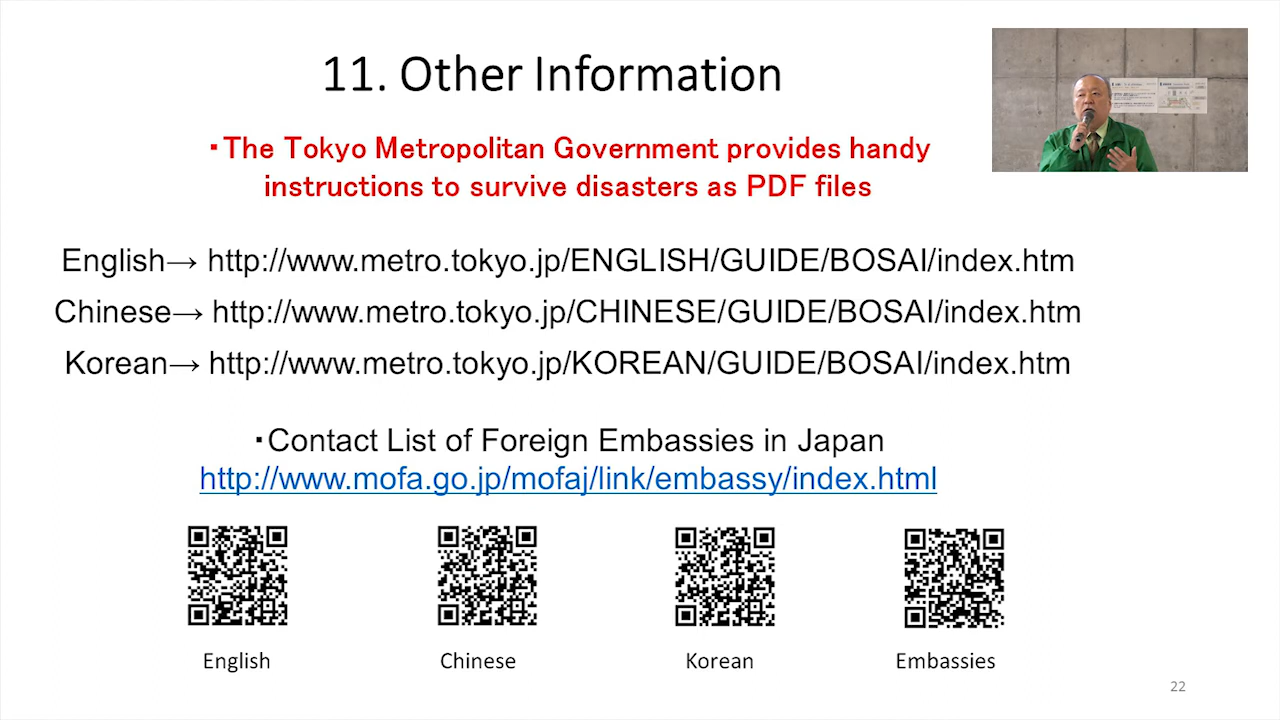 11. Other Information
・The Tokyo Metropolitan Government provides handy
instructions to survive disasters as PDF files
English→ http://www.metro.tokyo.jp/ENGLISH/GUIDE/BOSAI/index.htm
Chinese→ http://www.metro.tokyo.jp/CHINESE/GUIDE/BOSAI/index.htm
Korean→ http://www.metro.tokyo.jp/KOREAN/GUIDE/BOSAI/index.htm
・Contact List of Foreign Embassies in Japan
http://www.mofa.go.jp/mofaj/link/embassy/index.html
English
Chinese
Korean
Embassies
22